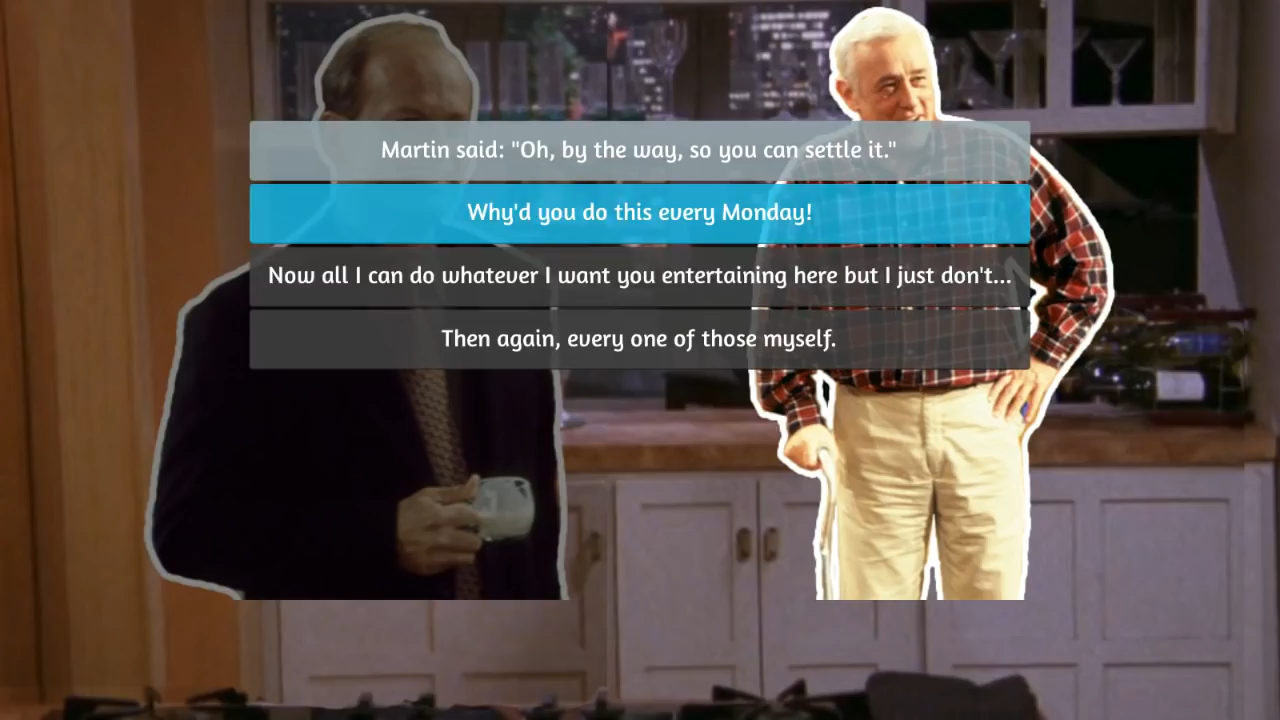 Martin said: "Oh, by the way, so you can settle it."
Why'd you do this every Monday!
Now all I can do whatever I want you entertaining here but I just don't...
Then again, every one of those myself.